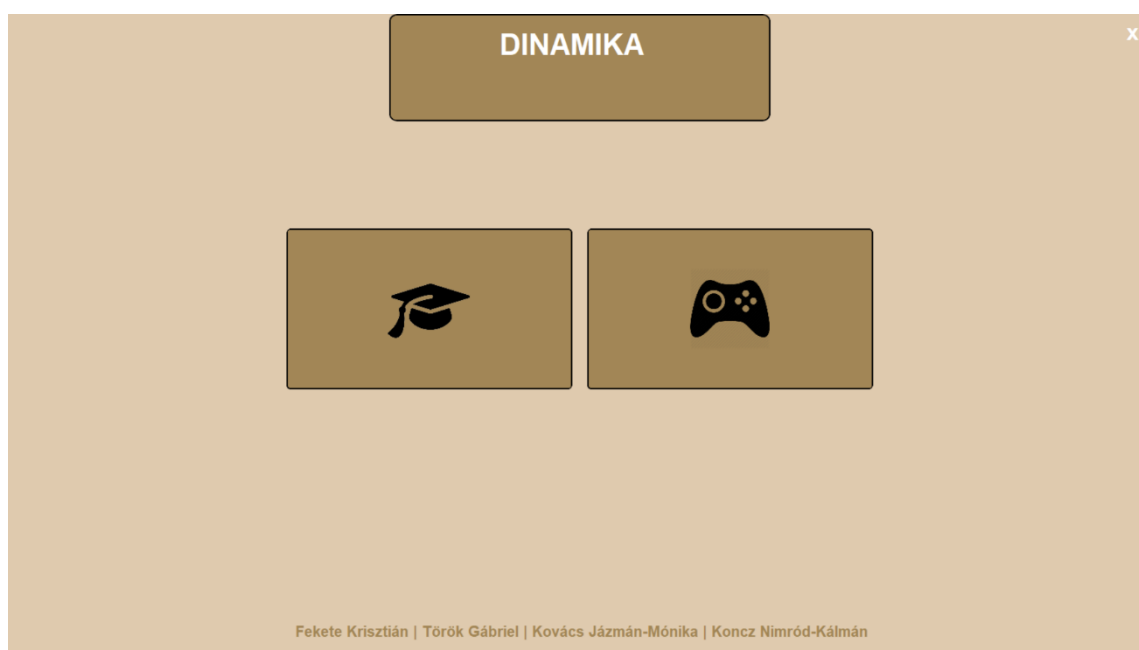 DINAMIKA
x
Fekete Krisztián | Török Gábriel | Kovács Jázmán-Mónika | Koncz Nimród-Kálmán